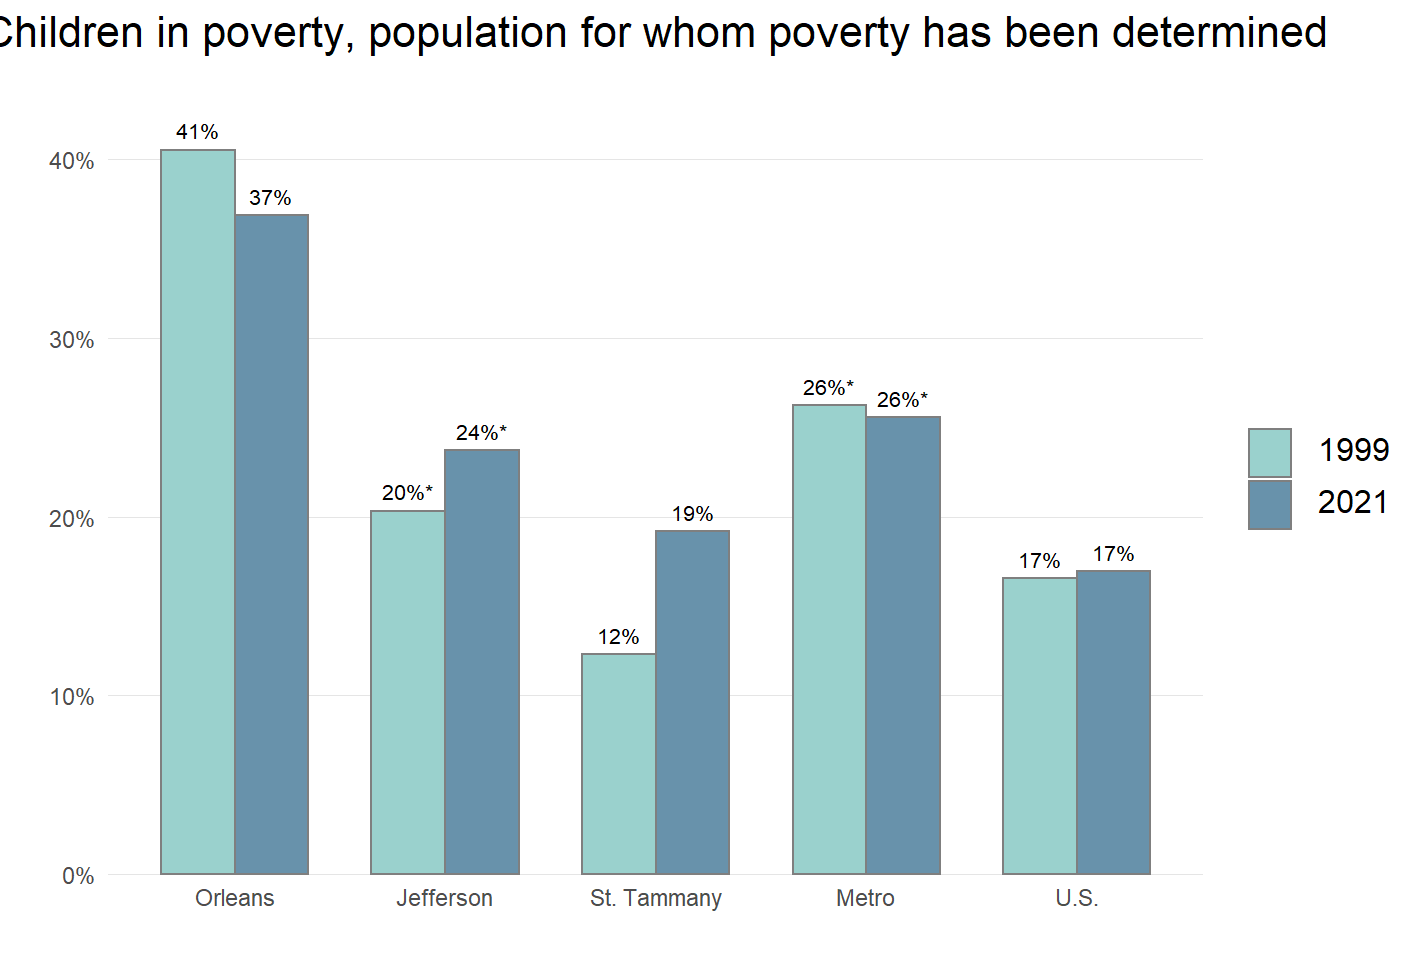 Children in poverty, population for whom poverty has been determined
41%
37%
20%*
24%*
12%
19%
26%*
26%*
17%
17%
40%
30%
20%
10%
0%
Orleans
Jefferson
St. Tammany
Metro
U.S.
1999
2021